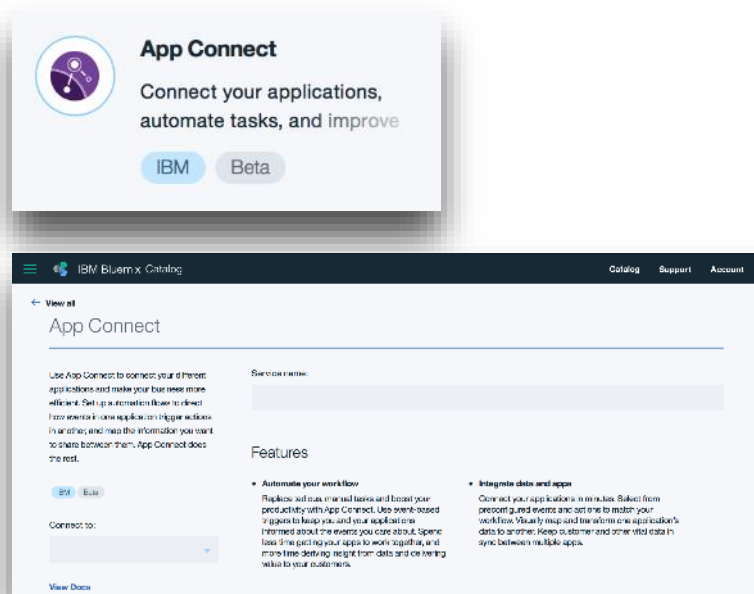 App Connect
Connect your applications,
automate tasks, and improve
IBM Beta
IBM Bluemix Catalog
Catalog Support Account
← View all
App Connect
Use App Connect to connect your different
applications and make your business more
efficient. Set up automation flows to direct
how events in one application trigger actions
in another, and map the information you want
to share between them. App Connect does
the rest.
IBM Beta
Connect to:
View Docs
Service name:
Features
• Automate your workflow
Replace tedious, manual tasks and boost your
productivity with App Connect. Use event-based
triggers to keep you and your applications
informed about the events you care about. Spend
less time getting your apps to work together, and
more time deriving insight from data and delivering
value to your customers.
• Integrate data and apps
Connect your applications in minutes. Select from
preconfigured events and actions to match your
workflow. Visually map and transform one application's
data to another. Keep customer and other vital data in
sync between multiple apps.